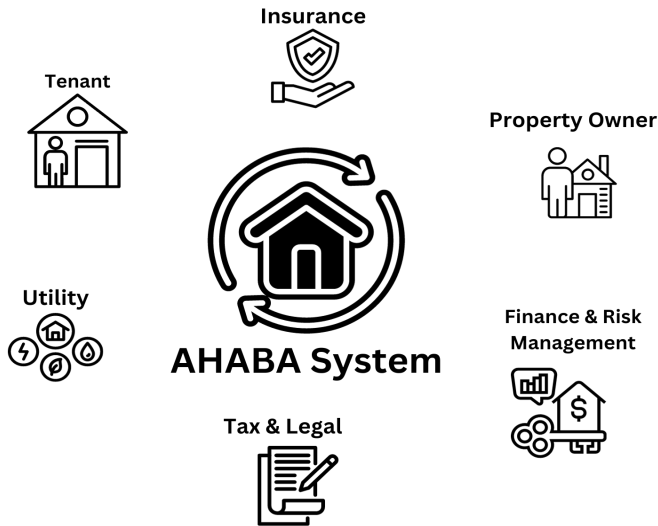 Insurance
Tenant
Property Owner
Utility
Finance & Risk
Management
AHABA System
Tax & Legal
$